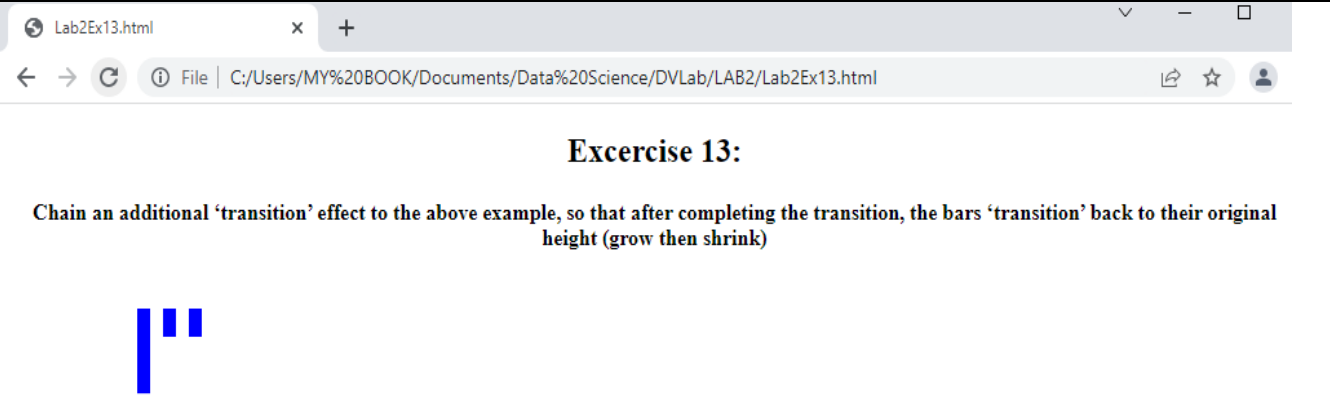 Lab2Ex13.html
File | C:/Users/MY%20BOOK/Documents/Data%20Science/DVLab/LAB2/Lab2Ex13.html
Excercise 13:
Chain an additional ‘transition’ effect to the above example, so that after completing the transition, the bars ‘transition’ back to their original
height (grow then shrink)